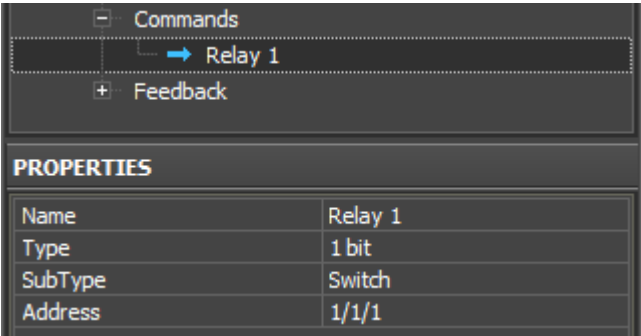 Commands
Relay 1
Feedback
PROPERTIES
Name Relay 1
Type 1 bit
SubType Switch
Address 1/1/1